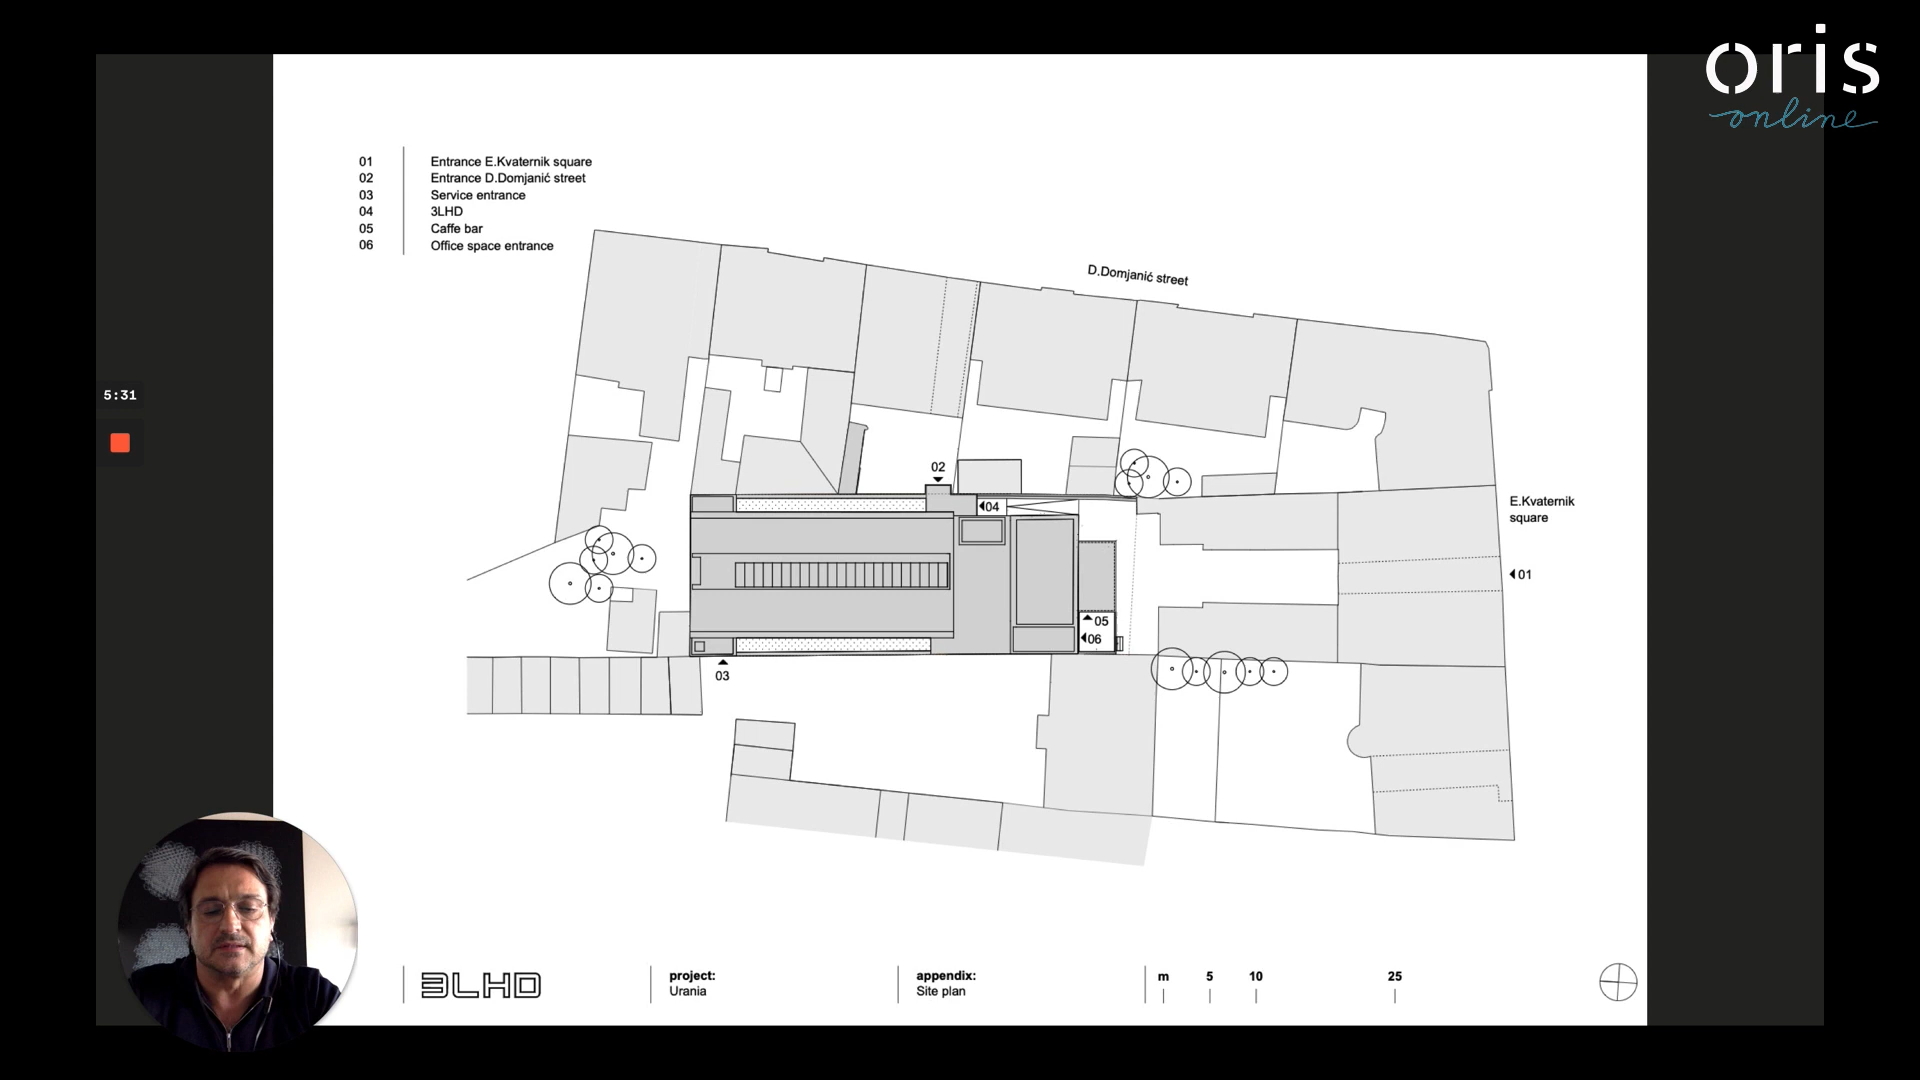 oris
online
01 Entrance E.Kvaternik square
02 Entrance D.Domjanić street
03 Service entrance
04 3LHD
05 Caffe bar
06 Office space entrance
D.Domjanić street
5:31
02
04
E.Kvaternik
square
01
05
06
03
3LHD
project:
Urania
appendix:
Site plan
m 5 10 25